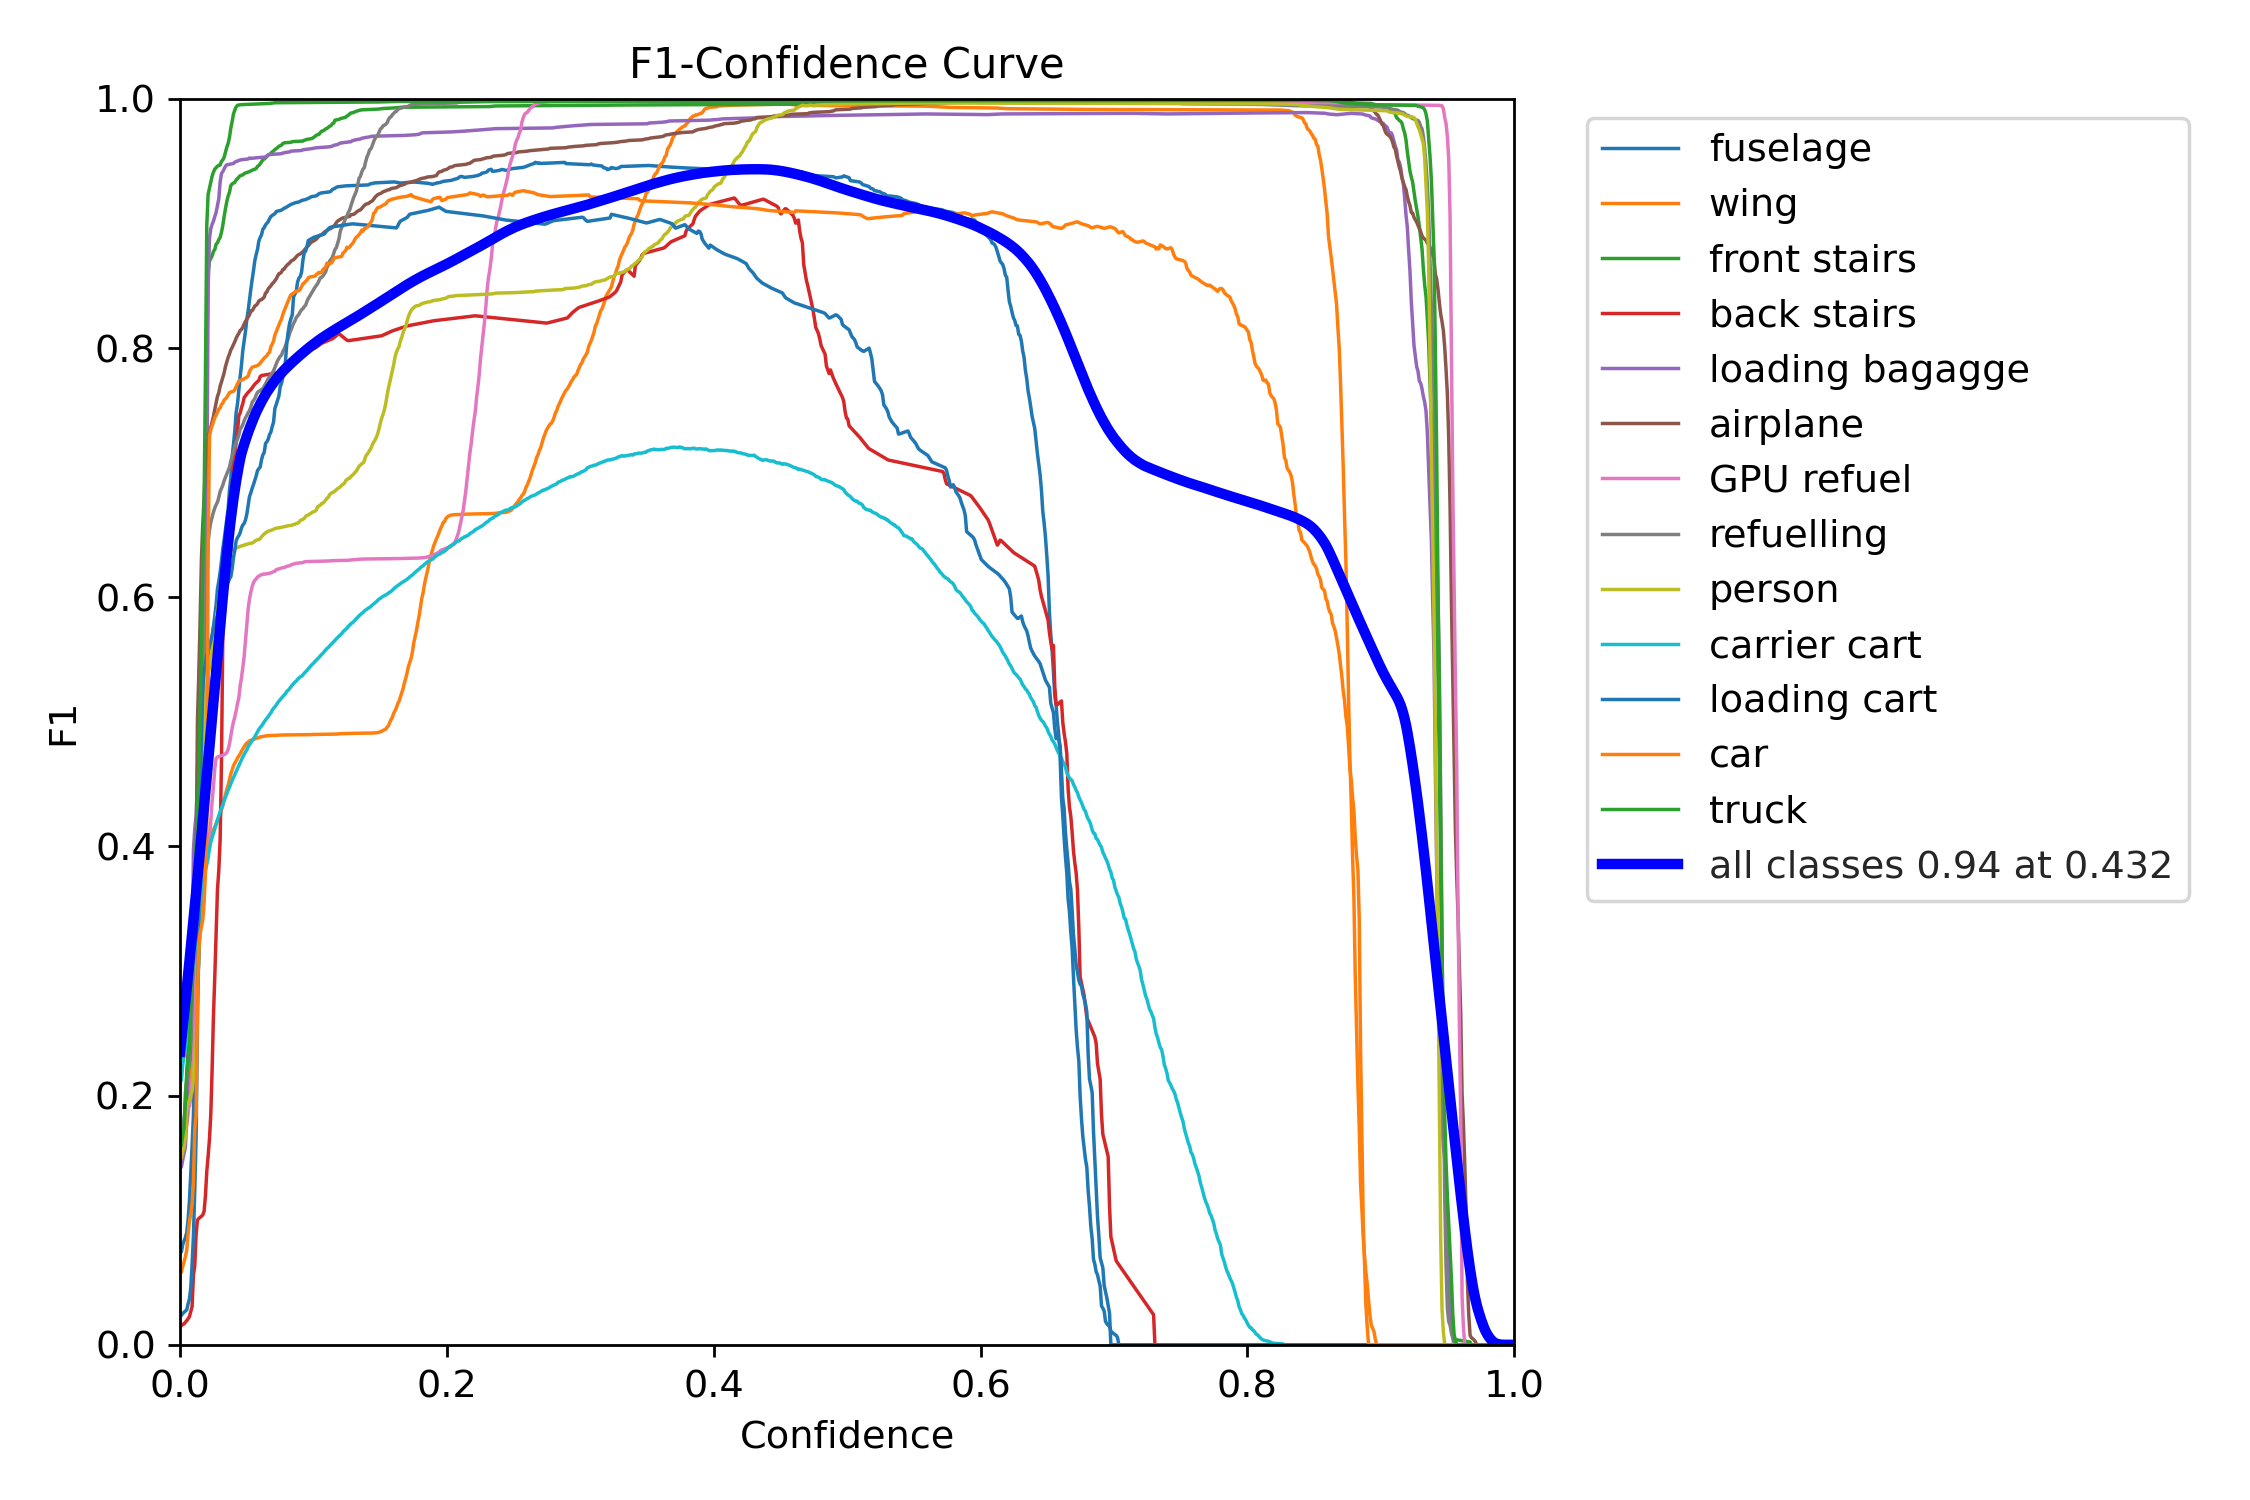 F1-Confidence Curve
1.0
0.8
0.6
0.4
0.2
0.0
F1
0.0 0.2 0.4 0.6 0.8 1.0
Confidence
fuselage
wing
front stairs
back stairs
loading bagagge
airplane
GPU refuel
refuelling
person
carrier cart
loading cart
car
truck
all classes 0.94 at 0.432